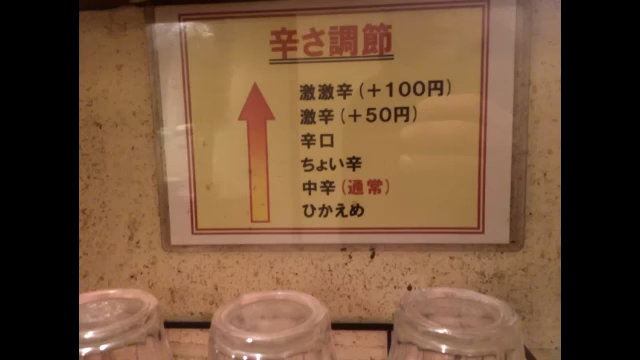 辛さ調節
激激辛(+100円)
激辛(+50円)
辛口
ちょい辛
中辛(通常)
ひかえめ